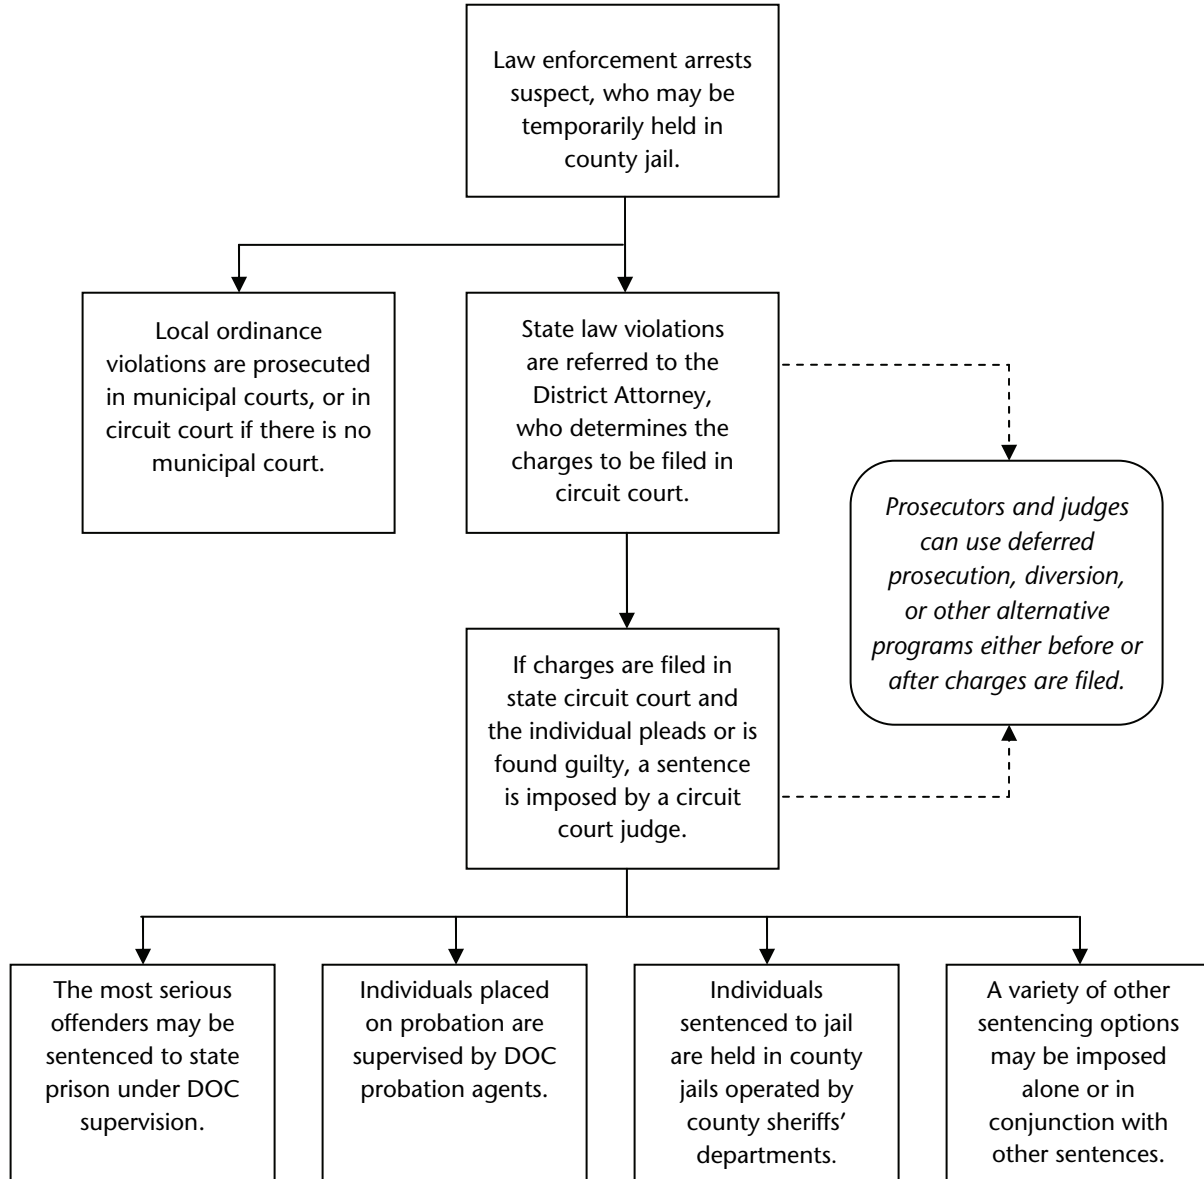 Law enforcement arrests
suspect, who may be
temporarily held in
county jail.
Local ordinance
violations are prosecuted
in municipal courts, or in
circuit court if there is no
municipal court.
State law violations
are referred to the
District Attorney,
who determines the
charges to be filed in
circuit court.
Prosecutors and judges
can use deferred
prosecution, diversion,
or other alternative
programs either before or
after charges are filed.
If charges are filed in
state circuit court and
the individual pleads or is
found guilty, a sentence
is imposed by a circuit
court judge.
The most serious
offenders may be
sentenced to state
prison under DOC
supervision.
Individuals placed
on probation are
supervised by DOC
probation agents.
Individuals
sentenced to jail
are held in county
jails operated by
county sheriffs’
departments.
A variety of other
sentencing options
may be imposed
alone or in
conjunction with
other sentences.